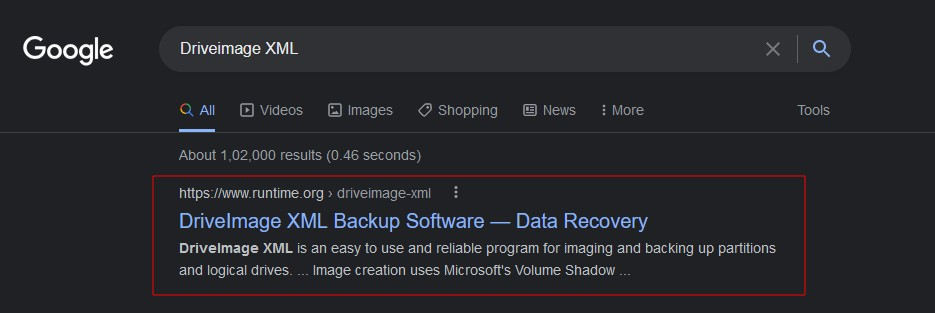 Google
Driveimage XML
All Videos Images Shopping News More Tools
About 1,02,000 results (0.46 seconds)
https://www.runtime.org › driveimage-xml
DriveImage XML Backup Software — Data Recovery
DriveImage XML is an easy to use and reliable program for imaging and backing up partitions
and logical drives. ... Image creation uses Microsoft's Volume Shadow ...